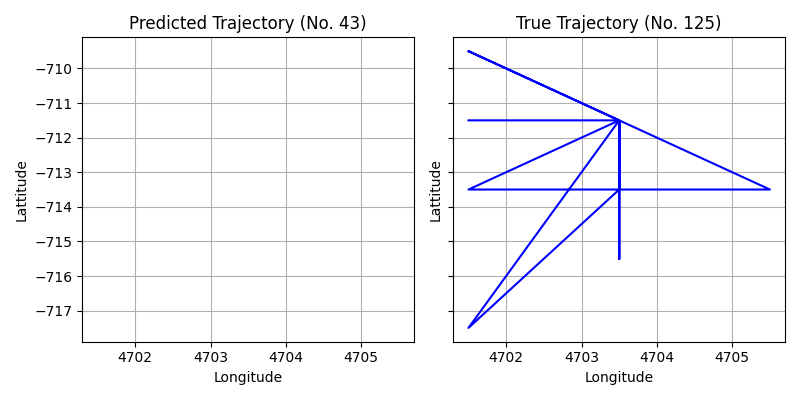 Predicted Trajectory (No. 43)
Lattitude
−710
−711
−712
−713
−714
−715
−716
−717
4702
4703
4704
4705
Longitude
True Trajectory (No. 125)
Lattitude
4702
4703
4704
4705
Longitude